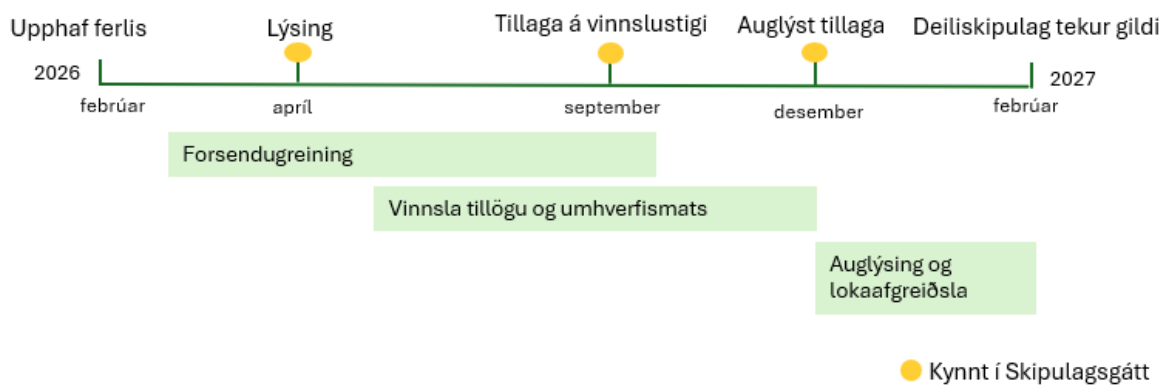 Upphaf ferlis
Lýsing
Tillaga á vinnslustigi
Auglýst tillaga
Deiliskipulag tekur gildi
2026
2027
febrúar
apríl
september
desember
febrúar
Forsendugreining
Vinnsla tillögu og umhverfismats
Auglýsing og
lokaafgreiðsla
Kynnt í Skipulagsgátt